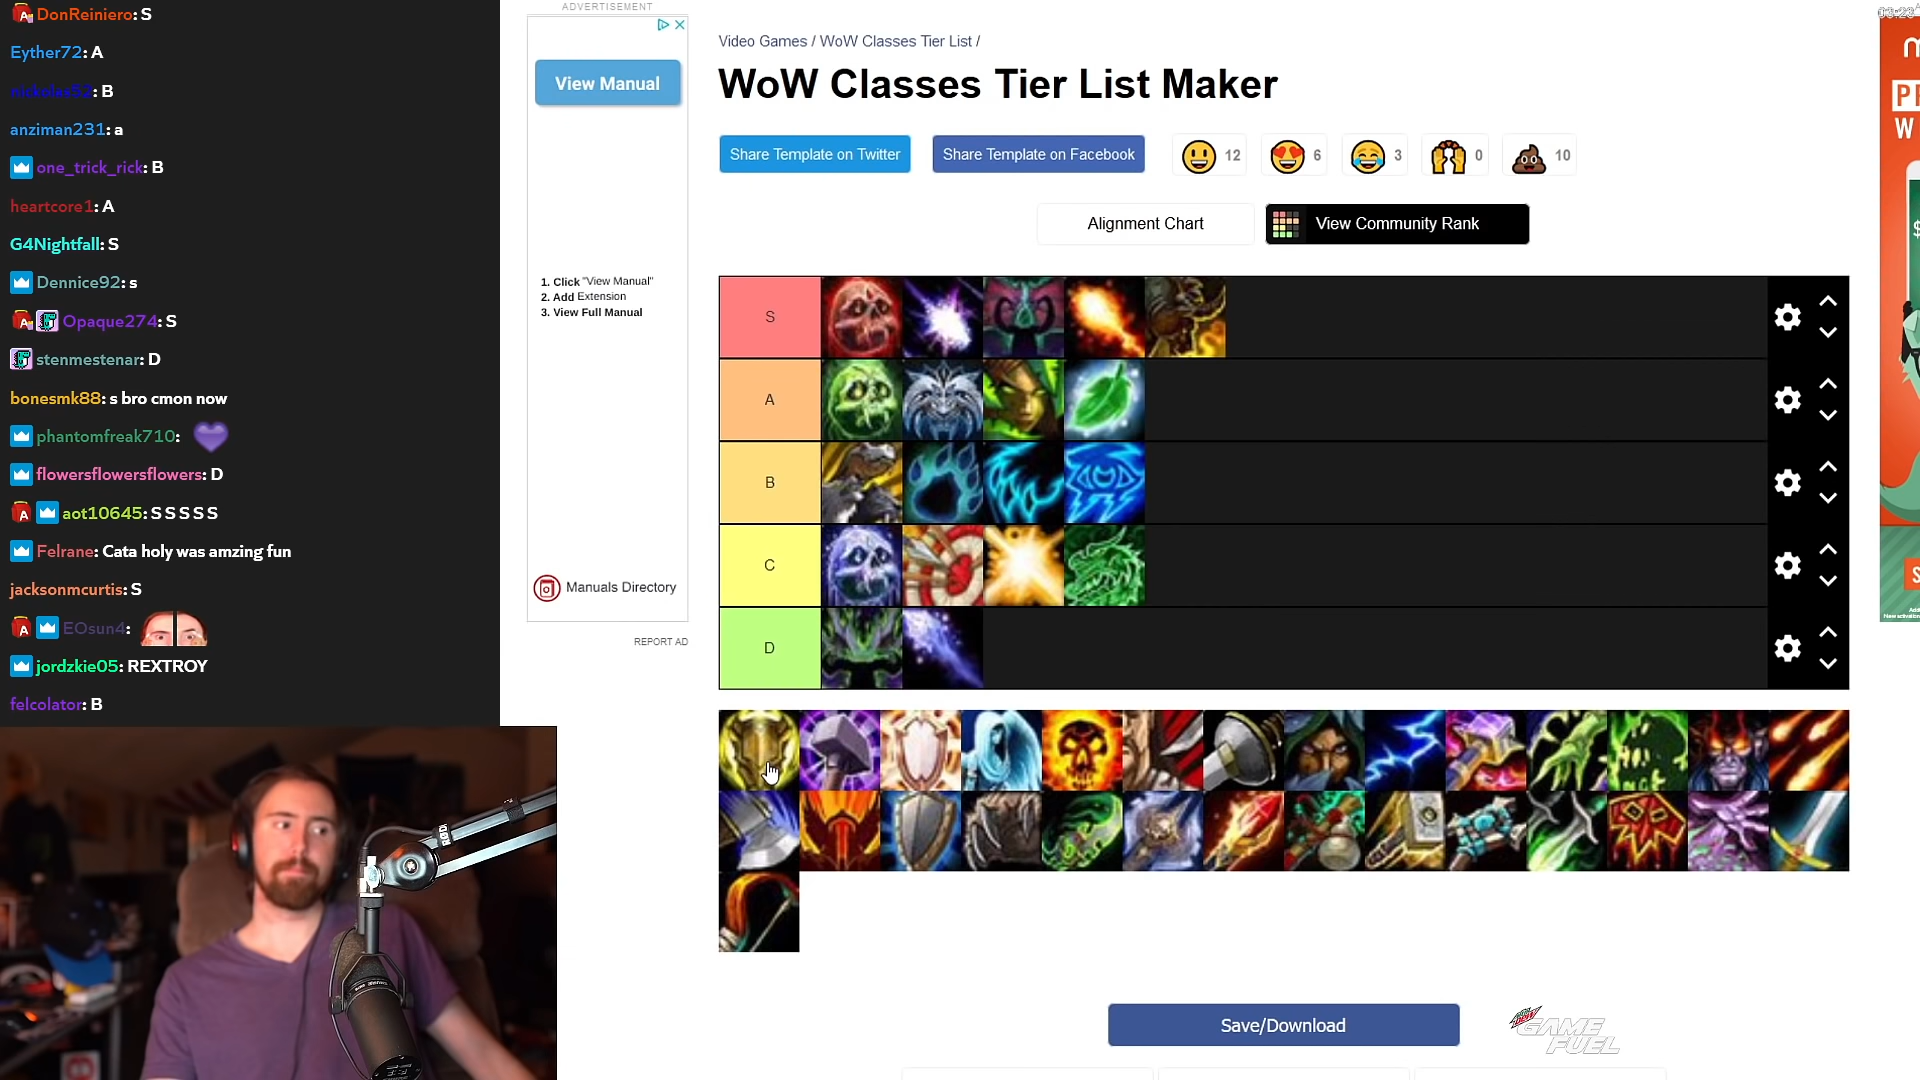 DonReiniero: S
Eyther72: A
nickolas52: B
anziman231: a
one_trick_rick: B
heartcore1: A
G4Nightfall: S
Dennice92: s
Opaque274: S
stenmestenar: D
bonesmk88: s bro cmon now
phantomfreak710:
flowersflowersflowers: D
aot10645: S S S S S
Felrane: Cata holy was amzing fun
jacksonmcurtis: S
EOsun4:
jordzkie05: REXTROY
felcolator: B
RØDE
ADVERTISEMENT
View Manual
1. Click "View Manual"
2. Add Extension
3. View Full Manual
Manuals Directory
REPORT AD
Video Games / WoW Classes Tier List /
WoW Classes Tier List Maker
Share Template on Twitter
Share Template on Facebook
12
6
3
0
10
Alignment Chart
View Community Rank
S
A
B
C
D
Save/Download
GAME FUEL